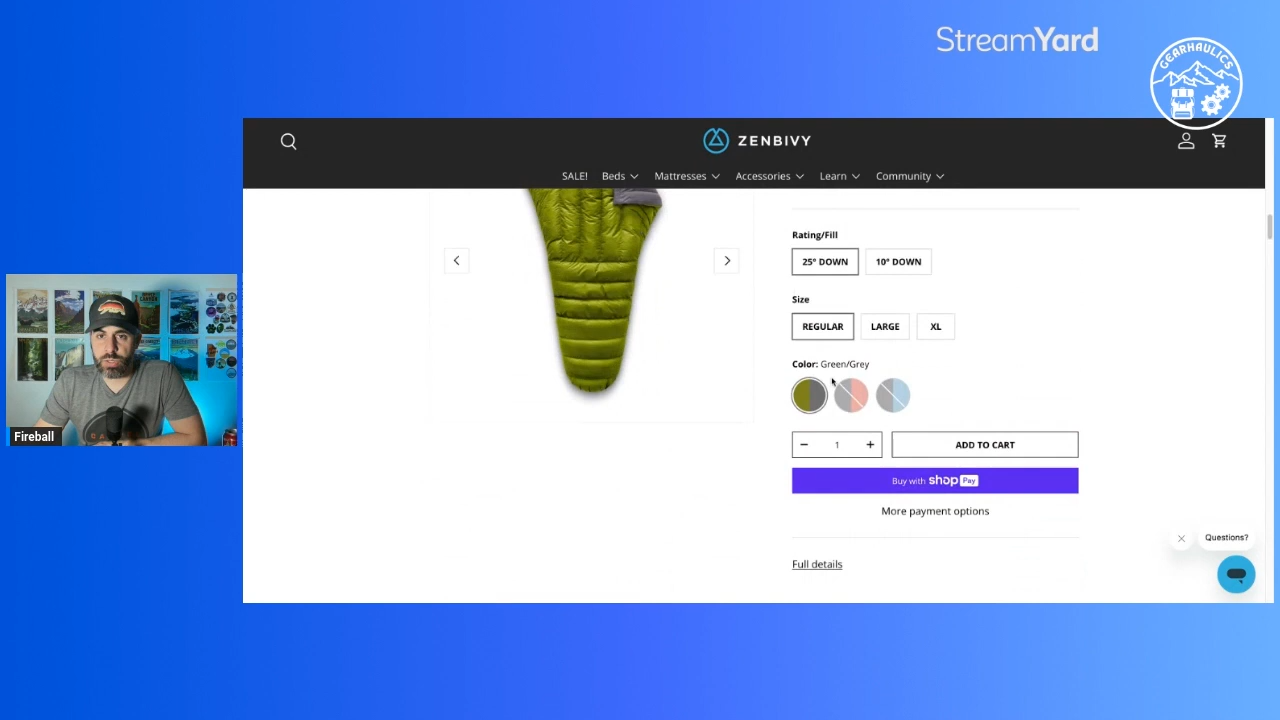 StreamYard
GEARHAULICS
ZENBIVY
SALE!
Beds
Mattresses
Accessories
Learn
Community
Rating/Fill
25° DOWN
10° DOWN
Size
REGULAR
LARGE
XL
Color: Green/Grey
1
ADD TO CART
Buy with shop Pay
More payment options
Full details
Questions?
Fireball